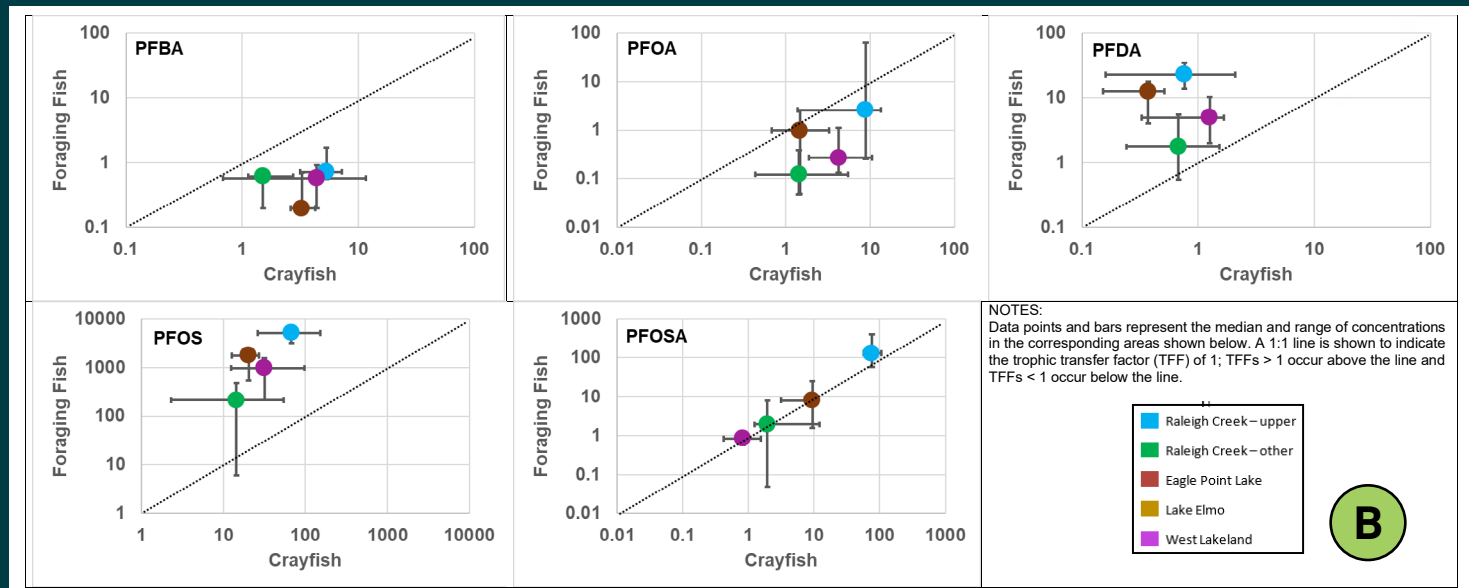 PFBA
100
10
1
0.1
Foraging Fish
0.1
1
10
100
Crayfish
PFOA
100
10
1
0.1
0.01
Foraging Fish
0.01
0.1
1
10
100
Crayfish
PFDA
100
10
1
0.1
Foraging Fish
0.1
1
10
100
Crayfish
PFOS
10000
1000
100
10
1
Foraging Fish
1
10
100
1000
10000
Crayfish
PFOSA
1000
100
10
1
0.1
0.01
Foraging Fish
0.01
0.1
1
10
100
1000
Crayfish
NOTES:
Data points and bars represent the median and range of concentrations
in the corresponding areas shown below. A 1:1 line is shown to indicate
the trophic transfer factor (TFF) of 1; TFFs > 1 occur above the line and
TFFs < 1 occur below the line.
Raleigh Creek – upper
Raleigh Creek – other
Eagle Point Lake
Lake Elmo
West Lakeland
B